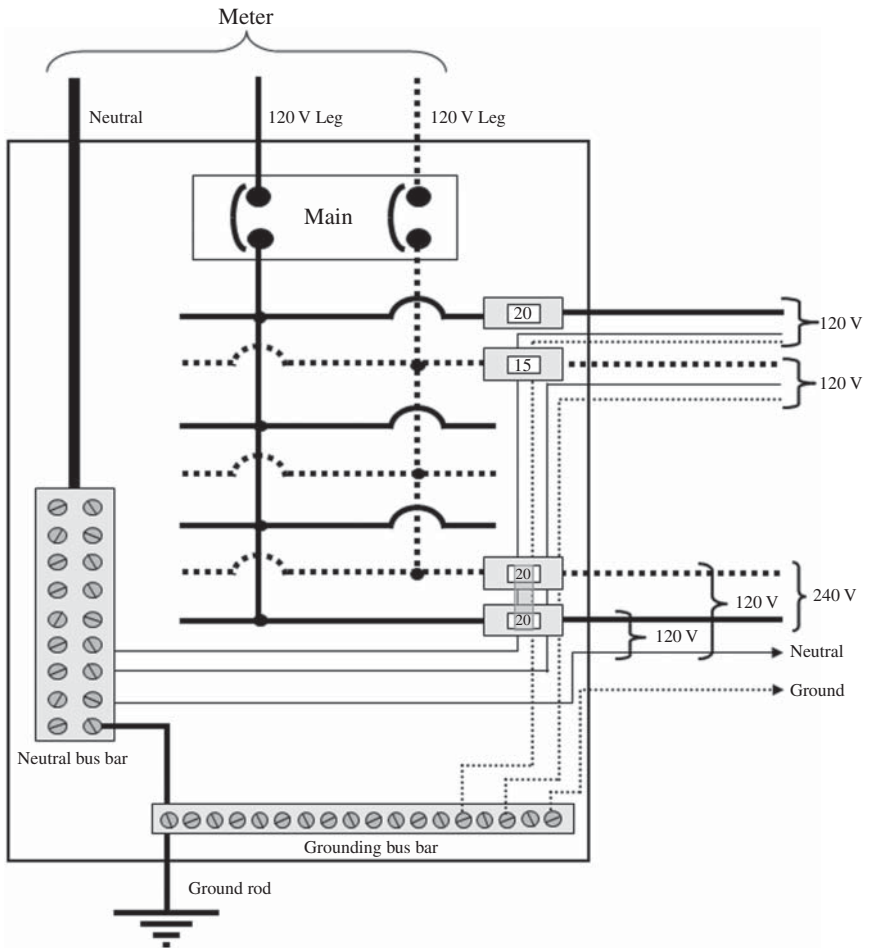 Meter
Neutral
120 V Leg
120 V Leg
Main
20
120 V
15
120 V
20
240 V
120 V
20
120 V
Neutral
Ground
Neutral bus bar
Grounding bus bar
Ground rod